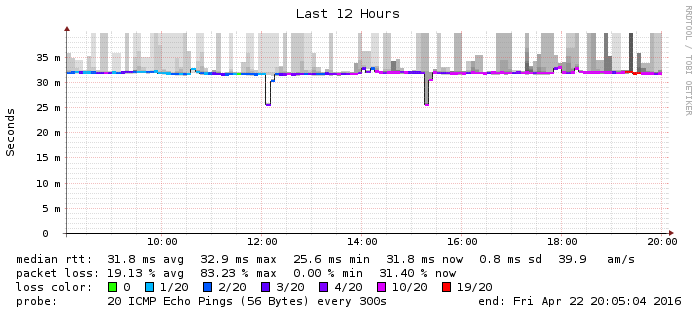 Last 12 Hours
RRDTOOL / TOBI OETIKER
Seconds
35 m
30 m
25 m
20 m
15 m
10 m
5 m
0
10:00 12:00 14:00 16:00 18:00 20:00
median rtt: 31.8 ms avg 32.9 ms max 25.6 ms min 31.8 ms now 0.8 ms sd 39.9 am/s
packet loss: 19.13 % avg 83.23 % max 0.00 % min 31.40 % now
loss color: 0 1/20 2/20 3/20 4/20 10/20 19/20
probe: 20 ICMP Echo Pings (56 Bytes) every 300s end: Fri Apr 22 20:05:04 2016